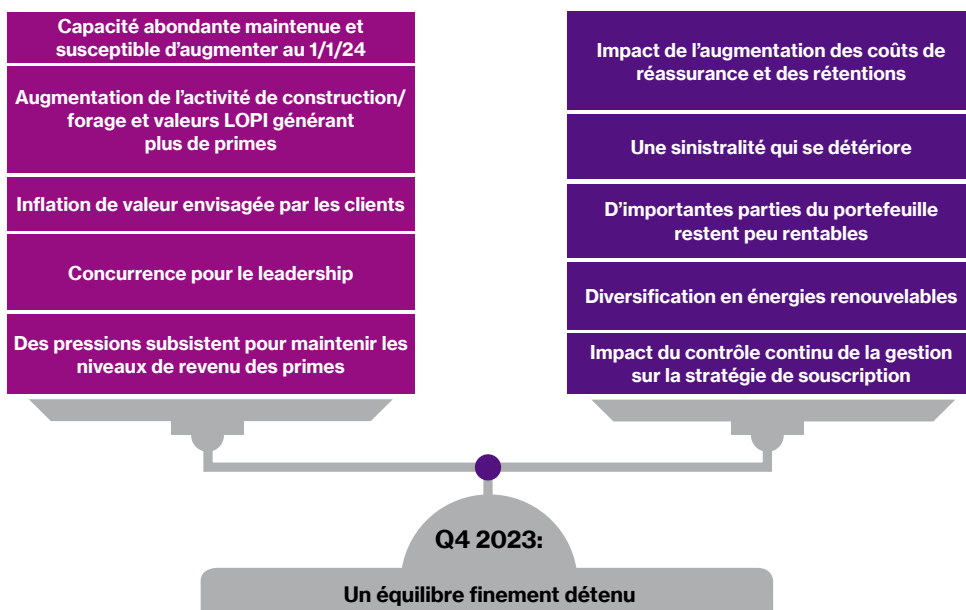 Capacité abondante maintenue et
susceptible d’augmenter au 1/1/24
Augmentation de l’activité de construction/
forage et valeurs LOPI générant
plus de primes
Inflation de valeur envisagée par les clients
Concurrence pour le leadership
Des pressions subsistent pour maintenir les
niveaux de revenu des primes
Impact de l’augmentation des coûts de
réassurance et des rétentions
Une sinistralité qui se détériore
D’importantes parties du portefeuille
restent peu rentables
Diversification en énergies renouvelables
Impact du contrôle continu de la gestion
sur la stratégie de souscription
Q4 2023:
Un équilibre finement détenu